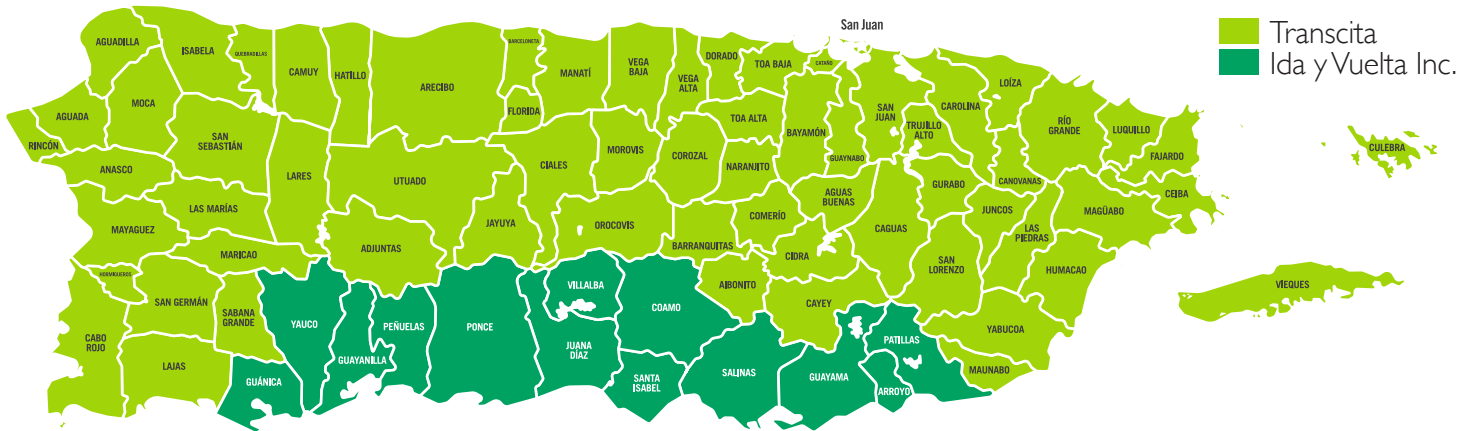 San Juan
Transcita
Ida y Vuelta Inc.
AGUADILLA
ISABELA
QUEBRADILLAS
CAMUY
HATILLO
ARECIBO
BARCELONETA
MANATÍ
VEGA
BAJA
VEGA
ALTA
DORADO
TOA BAJA
CATAÑO
SAN
JUAN
CAROLINA
LOÍZA
RÍO
GRANDE
LUQUILLO
FAJARDO
CEIBA
CULEBRA
MOCA
AGUADA
RINCÓN
SAN
SEBASTIÁN
FLORIDA
TOA ALTA
BAYAMÓN
GUAYNABO
TRUJILLO
ALTO
CANOVANAS
ANASCO
LARES
UTUADO
CIALES
MOROVIS
COROZAL
NARANJITO
GURABO
AGUAS
BUENAS
LAS MARÍAS
MAYAGUEZ
MARICAO
ADJUNTAS
JAYUYA
OROCOVIS
BARRANQUITAS
COMERÍO
CIDRA
CAGUAS
JUNCOS
LAS
PIEDRAS
MAGÜABO
HUMACAO
SAN
LORENZO
HORMIGUEROS
SAN GERMÁN
SABANA
GRANDE
CABO
ROJO
LAJAS
YAUCO
GUÁNICA
GUAYANILLA
PEÑUELAS
PONCE
VILLALBA
JUANA
DÍAZ
COAMO
SANTA
ISABEL
AIBONITO
CAYEY
SALINAS
GUAYAMA
PATILLAS
ARROYO
YABUCOA
MAUNABO
VIEQUES